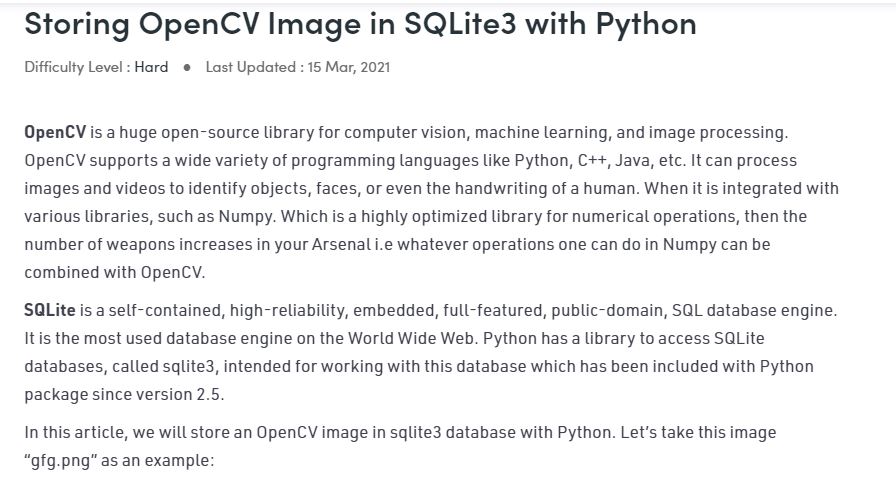 Storing OpenCV Image in SQLite3 with Python
Difficulty Level : Hard ● Last Updated : 15 Mar, 2021
OpenCV is a huge open-source library for computer vision, machine learning, and image processing.
OpenCV supports a wide variety of programming languages like Python, C++, Java, etc. It can process
images and videos to identify objects, faces, or even the handwriting of a human. When it is integrated with
various libraries, such as Numpy. Which is a highly optimized library for numerical operations, then the
number of weapons increases in your Arsenal i.e whatever operations one can do in Numpy can be
combined with OpenCV.
SQLite is a self-contained, high-reliability, embedded, full-featured, public-domain, SQL database engine.
It is the most used database engine on the World Wide Web. Python has a library to access SQLite
databases, called sqlite3, intended for working with this database which has been included with Python
package since version 2.5.
In this article, we will store an OpenCV image in sqlite3 database with Python. Let’s take this image
“gfg.png” as an example: